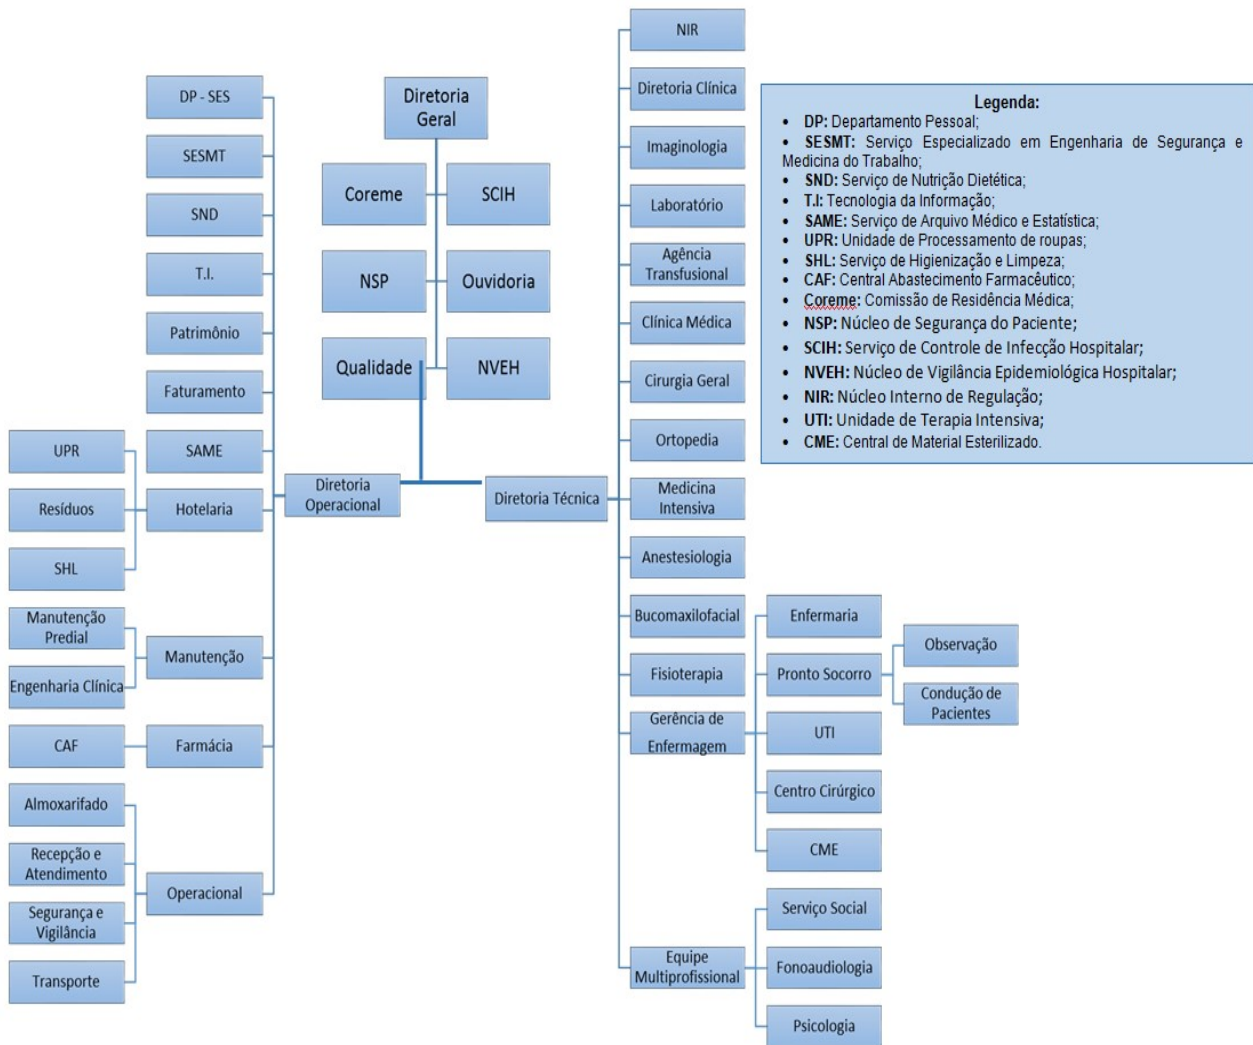 Diretoria
Geral
Coreme
SCIH
NSP
Ouvidoria
Qualidade
NVEH
Diretoria
Operacional
Diretoria Técnica
DP - SES
SESMT
SND
T.I.
Patrimônio
Faturamento
SAME
Hotelaria
UPR
Resíduos
SHL
Manutenção
Manutenção
Predial
Engenharia Clínica
Farmácia
CAF
Operacional
Almoxarifado
Recepção e
Atendimento
Segurança e
Vigilância
Transporte
NIR
Diretoria Clínica
Imaginologia
Laboratório
Agência
Transfusional
Clínica Médica
Cirurgia Geral
Ortopedia
Medicina
Intensiva
Anestesiologia
Bucomaxilofacial
Fisioterapia
Gerência de
Enfermagem
Enfermaria
Pronto Socorro
Observação
Condução de
Pacientes
UTI
Centro Cirúrgico
CME
Equipe
Multiprofissional
Serviço Social
Fonoaudiologia
Psicologia
Legenda:
• DP: Departamento Pessoal;
• SESMT: Serviço Especializado em Engenharia de Segurança e
Medicina do Trabalho;
• SND: Serviço de Nutrição Dietética;
• T.I: Tecnologia da Informação;
• SAME: Serviço de Arquivo Médico e Estatística;
• UPR: Unidade de Processamento de roupas;
• SHL: Serviço de Higienização e Limpeza;
• CAF: Central Abastecimento Farmacêutico;
• Coreme: Comissão de Residência Médica;
• NSP: Núcleo de Segurança do Paciente;
• SCIH: Serviço de Controle de Infecção Hospitalar;
• NVEH: Núcleo de Vigilância Epidemiológica Hospitalar;
• NIR: Núcleo Interno de Regulação;
• UTI: Unidade de Terapia Intensiva;
• CME: Central de Material Esterilizado.